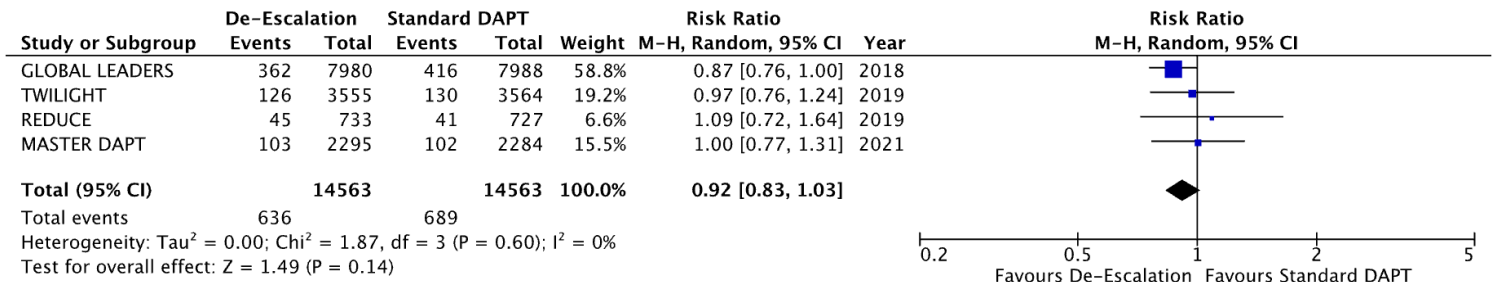 De-Escalation Standard DAPT Risk Ratio Risk Ratio
Study or Subgroup Events Total Events Total Weight M-H, Random, 95% CI Year M-H, Random, 95% CI
GLOBAL LEADERS 362 7980 416 7988 58.8% 0.87 [0.76, 1.00] 2018
TWILIGHT 126 3555 130 3564 19.2% 0.97 [0.76, 1.24] 2019
REDUCE 45 733 41 727 6.6% 1.09 [0.72, 1.64] 2019
MASTER DAPT 103 2295 102 2284 15.5% 1.00 [0.77, 1.31] 2021
Total (95% CI) 14563 14563 100.0% 0.92 [0.83, 1.03]
Total events 636 689
Heterogeneity: Tau² = 0.00; Chi² = 1.87, df = 3 (P = 0.60); I² = 0%
Test for overall effect: Z = 1.49 (P = 0.14)
0.2 0.5 1 2 5
Favours De-Escalation Favours Standard DAPT